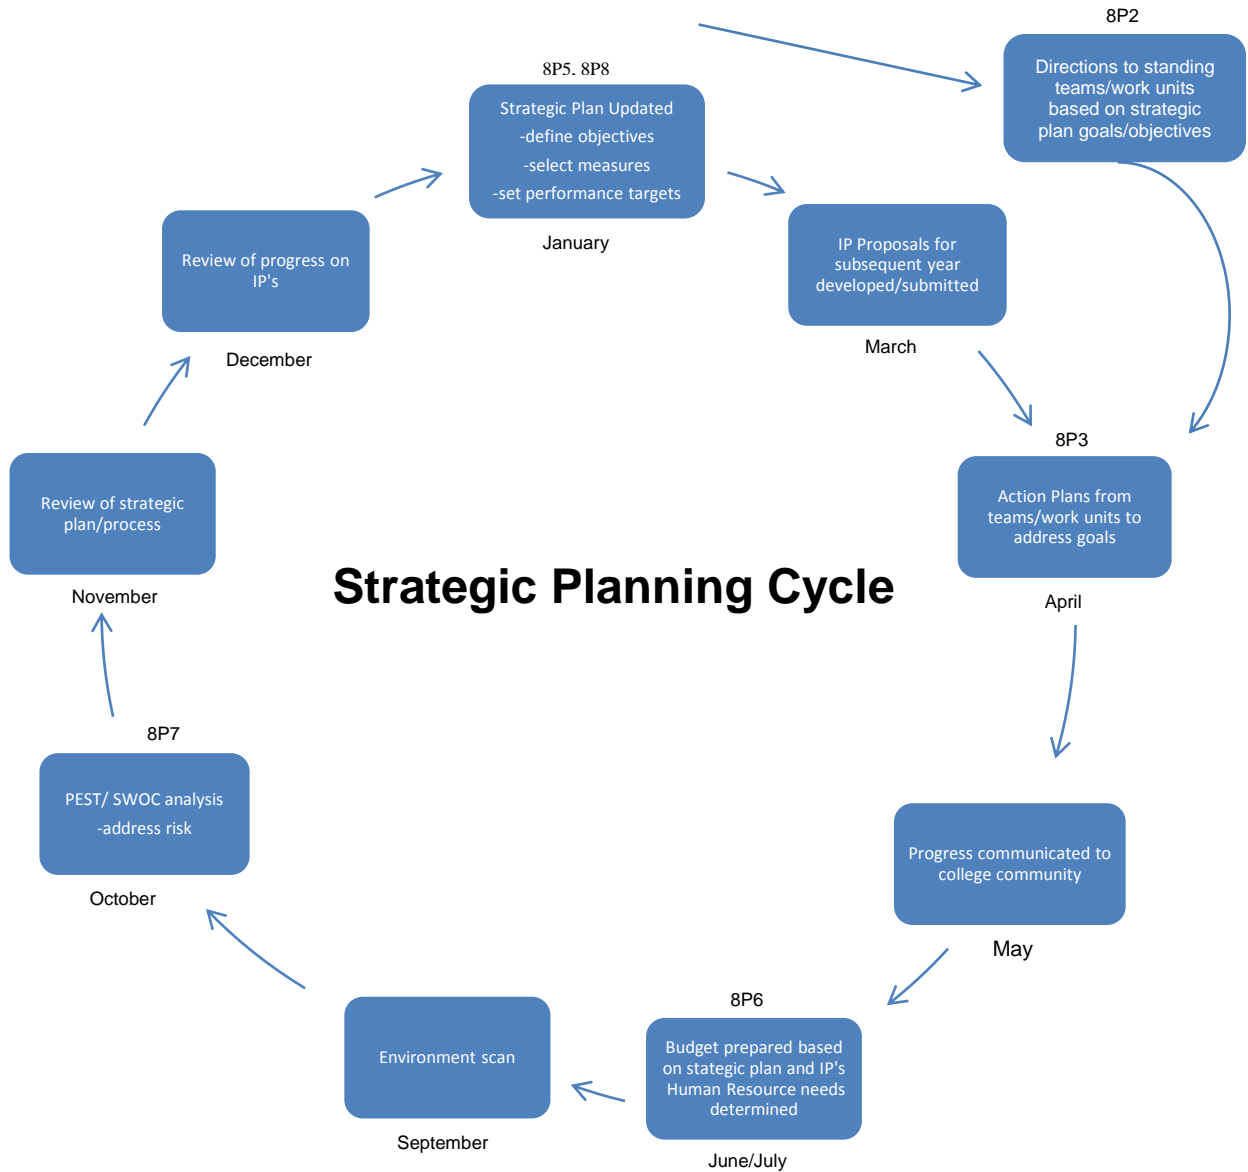 8P2
Directions to standing
teams/work units
based on strategic
plan goals/objectives
8P5, 8P8
Strategic Plan Updated
-define objectives
-select measures
-set performance targets
January
IP Proposals for
subsequent year
developed/submitted
March
8P3
Action Plans from
teams/work units to
address goals
April
Progress communicated to
college community
May
8P6
Budget prepared based
on stategic plan and IP's
Human Resource needs
determined
June/July
Environment scan
September
8P7
PEST/ SWOC analysis
-address risk
October
Review of strategic
plan/process
November
Review of progress on
IP's
December
Strategic Planning Cycle